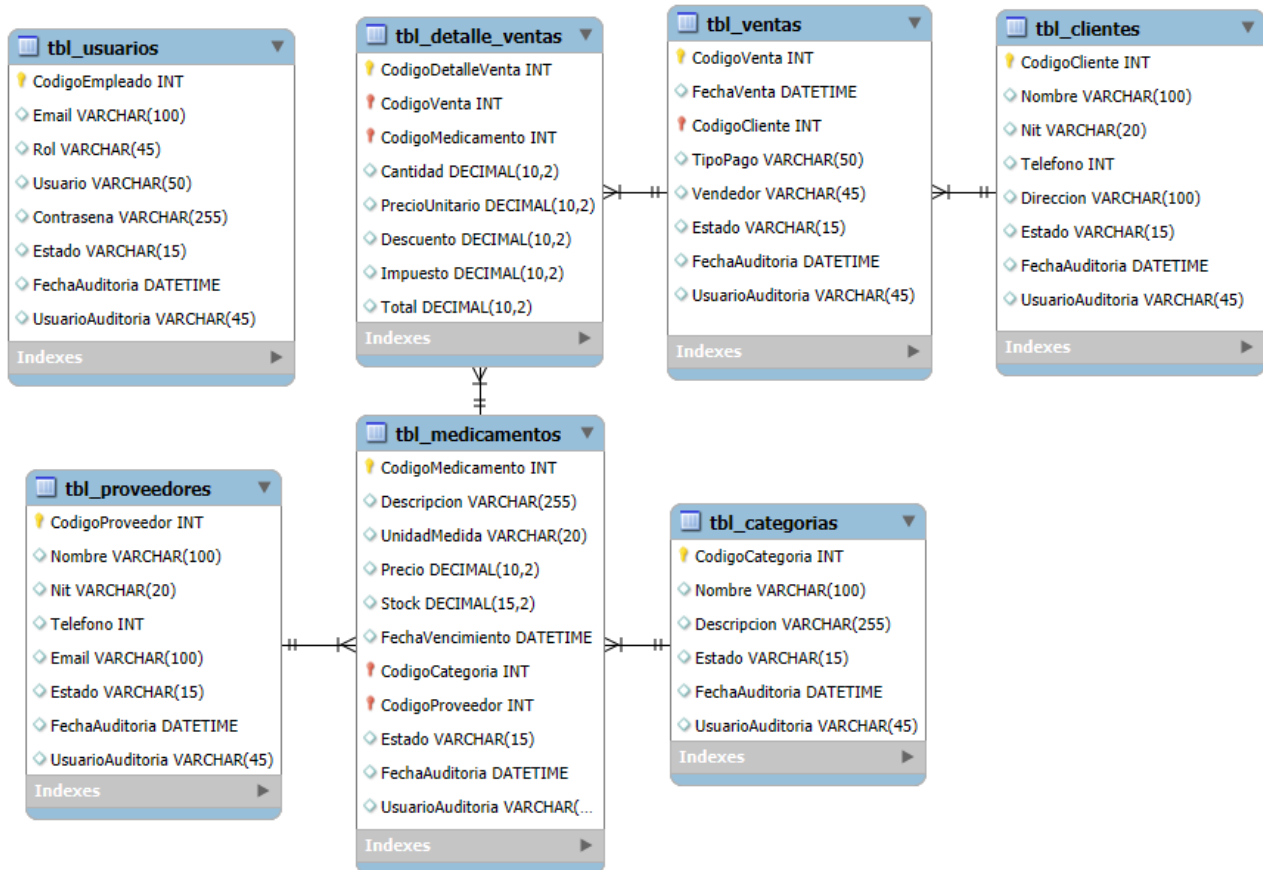 tbl_usuarios
CodigoEmpleado INT
Email VARCHAR(100)
Rol VARCHAR(45)
Usuario VARCHAR(50)
Contrasena VARCHAR(255)
Estado VARCHAR(15)
FechaAuditoria DATETIME
UsuarioAuditoria VARCHAR(45)
Indexes
tbl_detalle_ventas
CodigoDetalleVenta INT
CodigoVenta INT
CodigoMedicamento INT
Cantidad DECIMAL(10,2)
PrecioUnitario DECIMAL(10,2)
Descuento DECIMAL(10,2)
Impuesto DECIMAL(10,2)
Total DECIMAL(10,2)
Indexes
tbl_ventas
CodigoVenta INT
FechaVenta DATETIME
CodigoCliente INT
TipoPago VARCHAR(50)
Vendedor VARCHAR(45)
Estado VARCHAR(15)
FechaAuditoria DATETIME
UsuarioAuditoria VARCHAR(45)
Indexes
tbl_clientes
CodigoCliente INT
Nombre VARCHAR(100)
Nit VARCHAR(20)
Telefono INT
Direccion VARCHAR(100)
Estado VARCHAR(15)
FechaAuditoria DATETIME
UsuarioAuditoria VARCHAR(45)
Indexes
tbl_proveedores
CodigoProveedor INT
Nombre VARCHAR(100)
Nit VARCHAR(20)
Telefono INT
Email VARCHAR(100)
Estado VARCHAR(15)
FechaAuditoria DATETIME
UsuarioAuditoria VARCHAR(45)
Indexes
tbl_medicamentos
CodigoMedicamento INT
Descripcion VARCHAR(255)
UnidadMedida VARCHAR(20)
Precio DECIMAL(10,2)
Stock DECIMAL(15,2)
FechaVencimiento DATETIME
CodigoCategoria INT
CodigoProveedor INT
Estado VARCHAR(15)
FechaAuditoria DATETIME
UsuarioAuditoria VARCHAR(...
Indexes
tbl_categorias
CodigoCategoria INT
Nombre VARCHAR(100)
Descripcion VARCHAR(255)
Estado VARCHAR(15)
FechaAuditoria DATETIME
UsuarioAuditoria VARCHAR(45)
Indexes